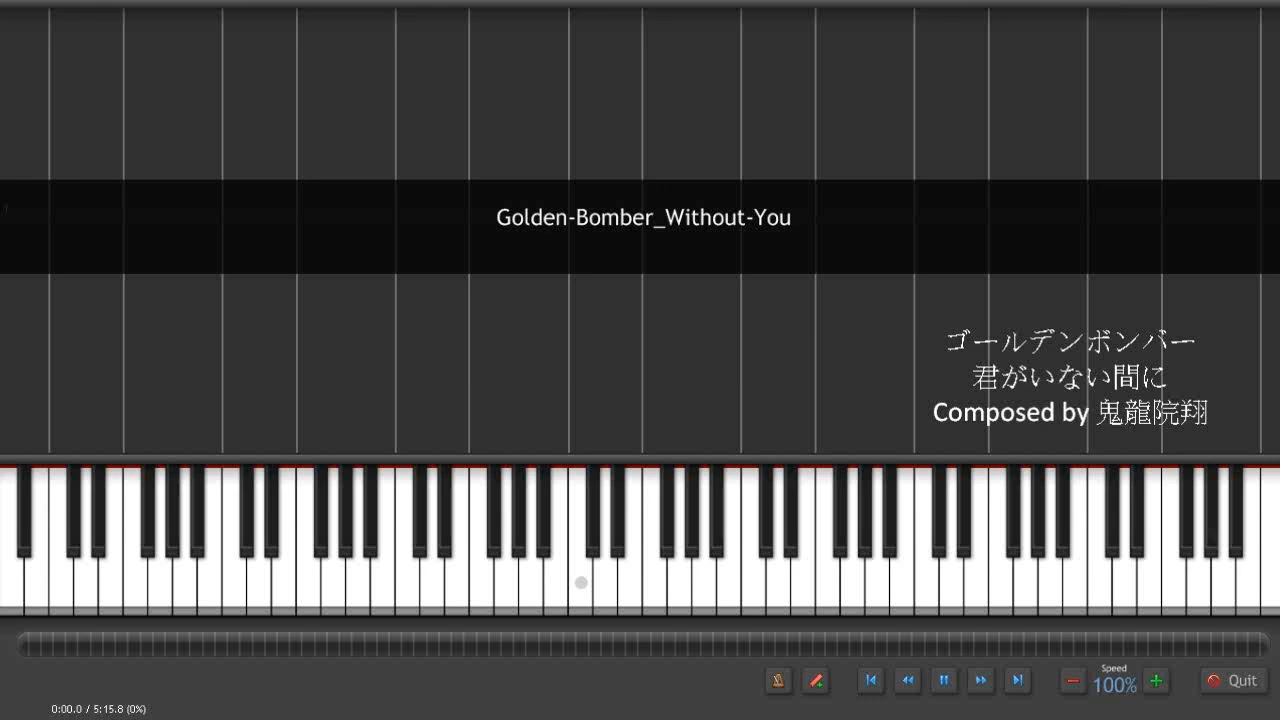 Golden-Bomber_Without-You
ゴールデンボンバー
君がいない間に
Composed by 鬼龍院翔
Speed
100%
Quit
0:00.0 / 5:15.8 (0%)